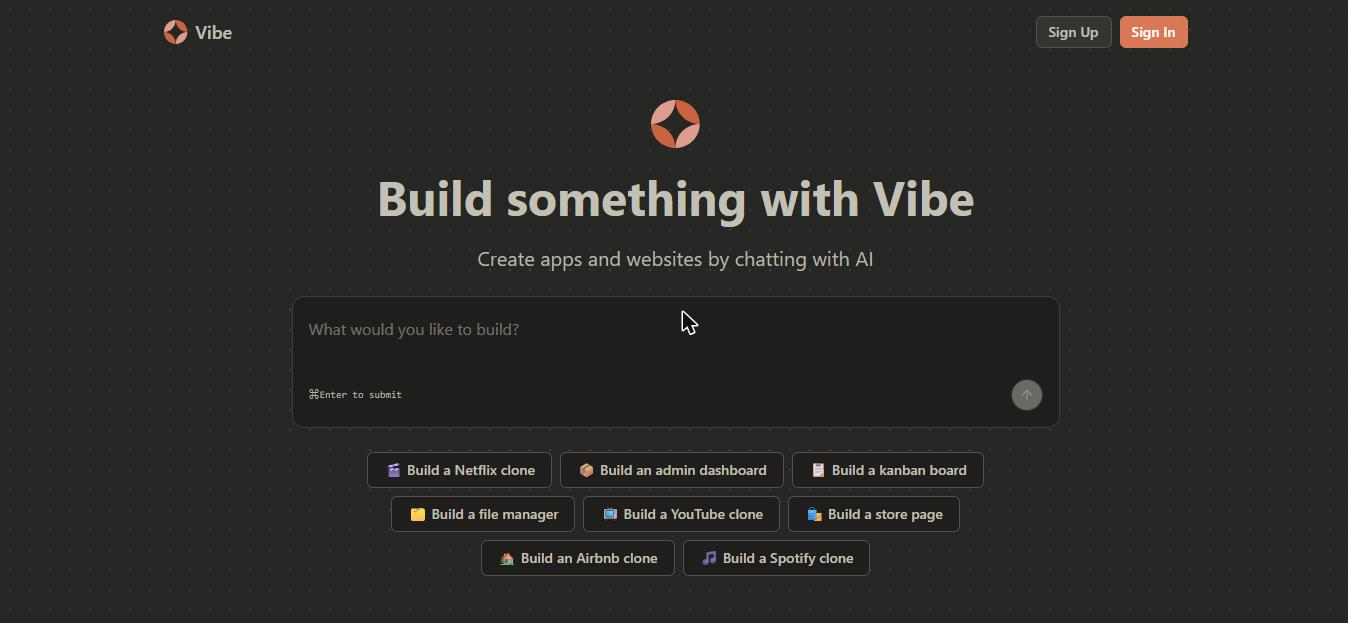 Vibe
Sign Up
Sign In
Build something with Vibe
Create apps and websites by chatting with AI
What would you like to build?
⌘Enter to submit
Build a Netflix clone
Build an admin dashboard
Build a kanban board
Build a file manager
Build a YouTube clone
Build a store page
Build an Airbnb clone
Build a Spotify clone